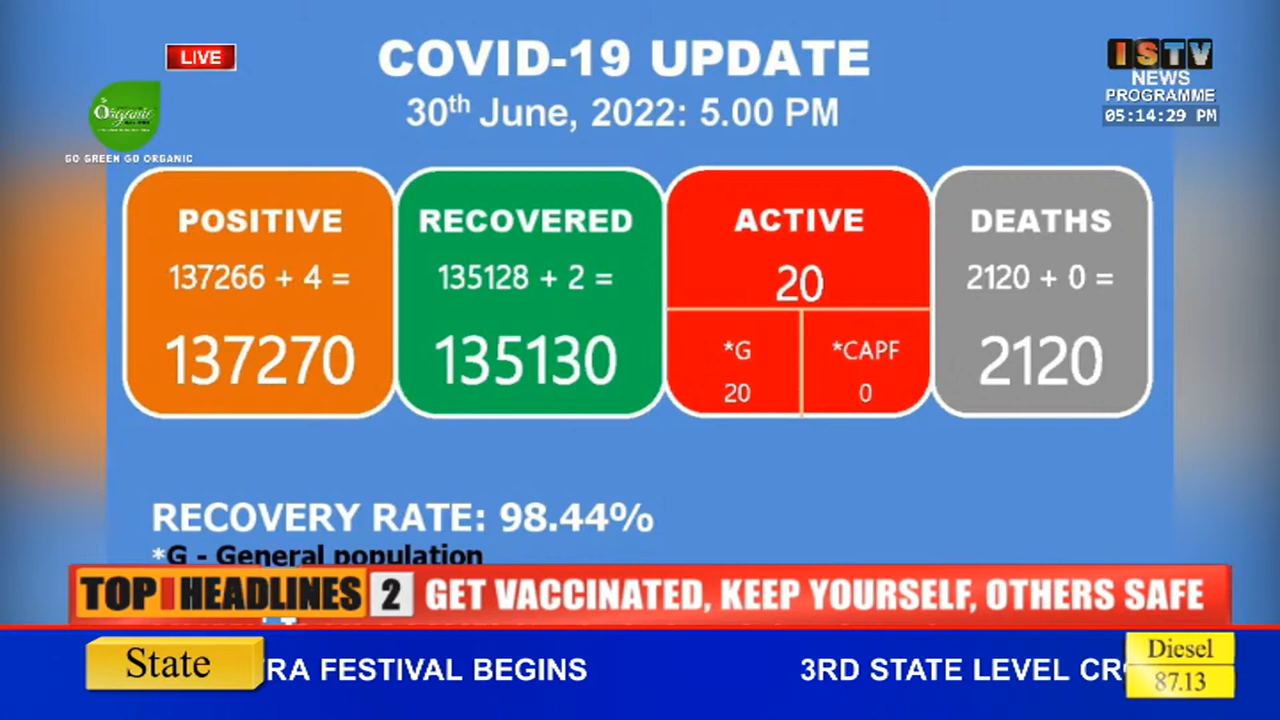 LIVE
COVID-19 UPDATE
30th June, 2022: 5.00 PM
ISTV
NEWS
PROGRAMME
05:14:29 PM
Organic
GO GREEN GO ORGANIC
POSITIVE
137266 + 4 =
137270
RECOVERED
135128 + 2 =
135130
ACTIVE
20
*G
20
*CAPF
0
DEATHS
2120 + 0 =
2120
RECOVERY RATE: 98.44%
*G - General population
TOP HEADLINES 2 GET VACCINATED, KEEP YOURSELF, OTHERS SAFE
State
RA FESTIVAL BEGINS
3RD STATE LEVEL CR
Diesel
87.13